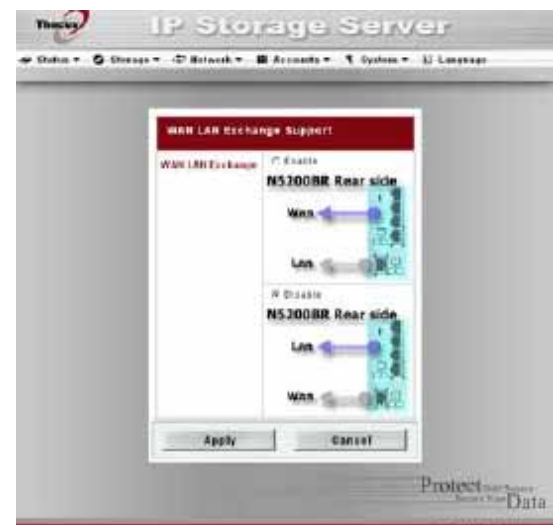 Thecus
IP Storage Server
Status Storage Network Accounts System Language
WAN LAN Exchange Support
WAN LAN Exchange
Enable
N5200BR Rear side
Wan
Lan
Disable
N5200BR Rear side
Lan
Wan
Apply Cancel
Protect
Data